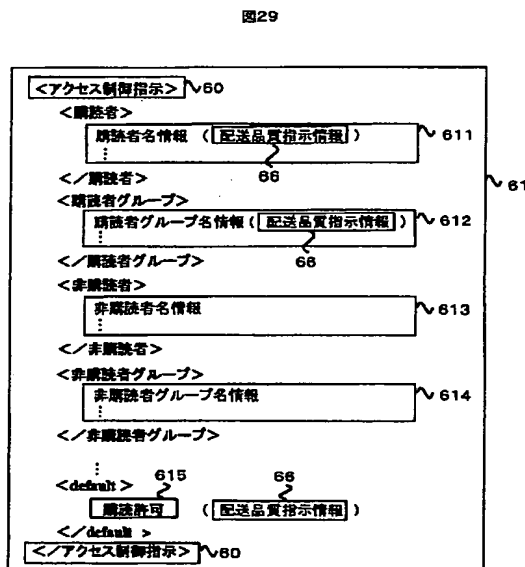 図29
<アクセス制御指示> 60
<購読者>
購読者名情報 (配送品質指示情報) 611
⋮ 66
</購読者> 61
<購読者グループ>
購読者グループ名情報 (配送品質指示情報) 612
⋮
</購読者グループ> 66
<非購読者>
非購読者名情報 613
⋮
</非購読者>
<非購読者グループ>
非購読者グループ名情報 614
⋮
</非購読者グループ>
⋮
<default> 615 66
購読許可 (配送品質指示情報)
</default >
</アクセス制御指示> 60